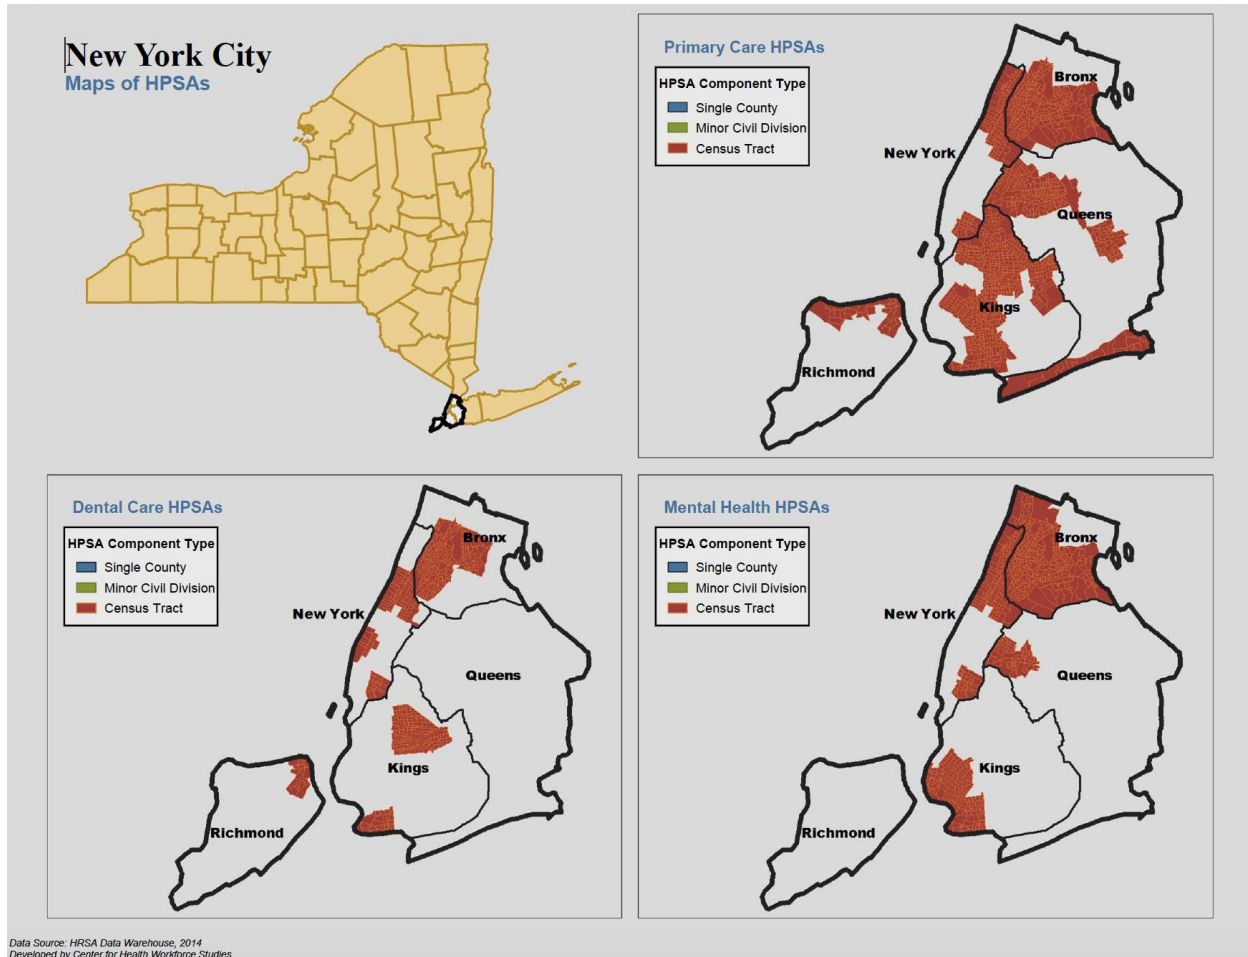 New York City
Maps of HPSAs
Primary Care HPSAs
HPSA Component Type
Single County
Minor Civil Division
Census Tract
Bronx
New York
Queens
Kings
Richmond
Dental Care HPSAs
HPSA Component Type
Single County
Minor Civil Division
Census Tract
Bronx
New York
Queens
Kings
Richmond
Mental Health HPSAs
HPSA Component Type
Single County
Minor Civil Division
Census Tract
Bronx
New York
Queens
Kings
Richmond
Data Source: HRSA Data Warehouse, 2014
Developed by Center for Health Workforce Studies